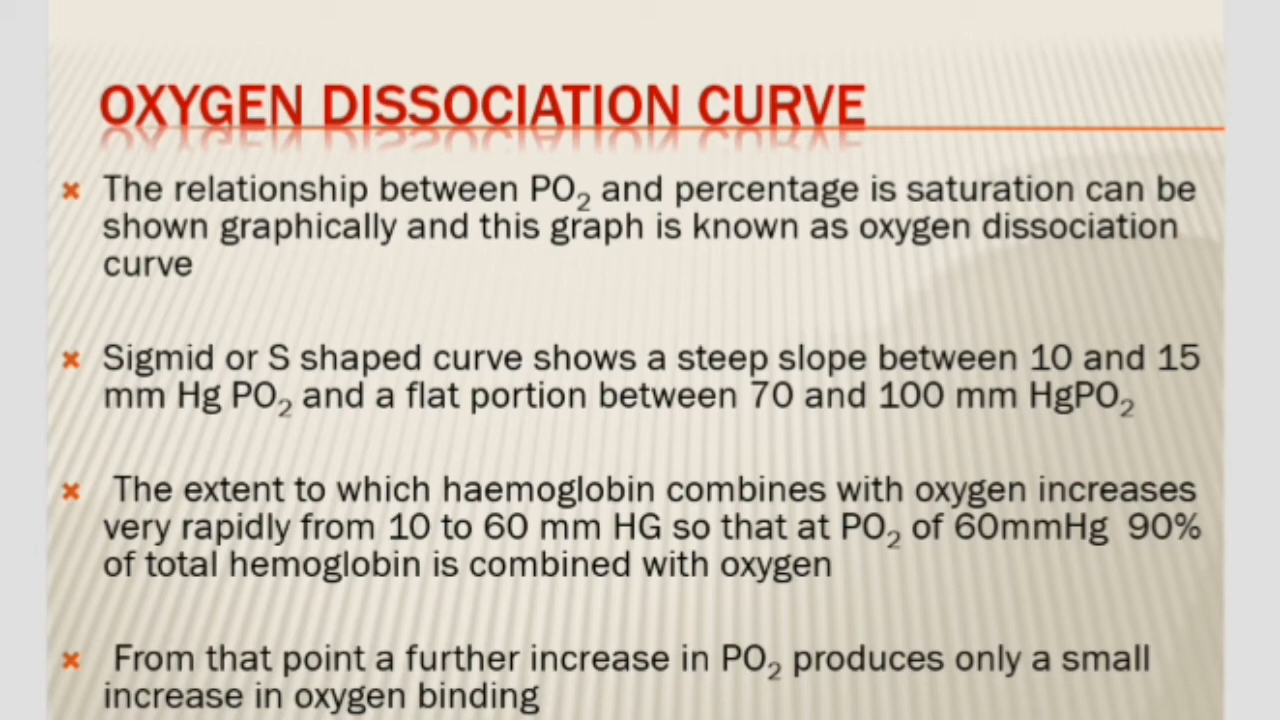 OXYGEN DISSOCIATION CURVE
The relationship between PO₂ and percentage is saturation can be
shown graphically and this graph is known as oxygen dissociation
curve
Sigmid or S shaped curve shows a steep slope between 10 and 15
mm Hg PO₂ and a flat portion between 70 and 100 mm HgPO₂
The extent to which haemoglobin combines with oxygen increases
very rapidly from 10 to 60 mm HG so that at PO₂ of 60mmHg 90%
of total hemoglobin is combined with oxygen
From that point a further increase in PO₂ produces only a small
increase in oxygen binding